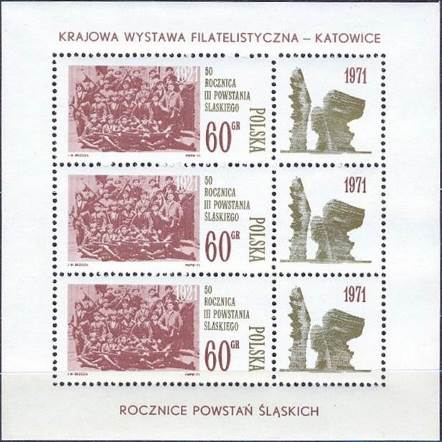 KRAJOWA WYSTAWA FILATELISTYCZNA – KATOWICE
1921
50
ROCZNICA
III POWSTANIA
ŚLĄSKIEGO
60 GR
POLSKA
1971
1921
50
ROCZNICA
III POWSTANIA
ŚLĄSKIEGO
60 GR
POLSKA
1971
1921
50
ROCZNICA
III POWSTANIA
ŚLĄSKIEGO
60 GR
POLSKA
1971
ROCZNICE POWSTAŃ ŚLĄSKICH